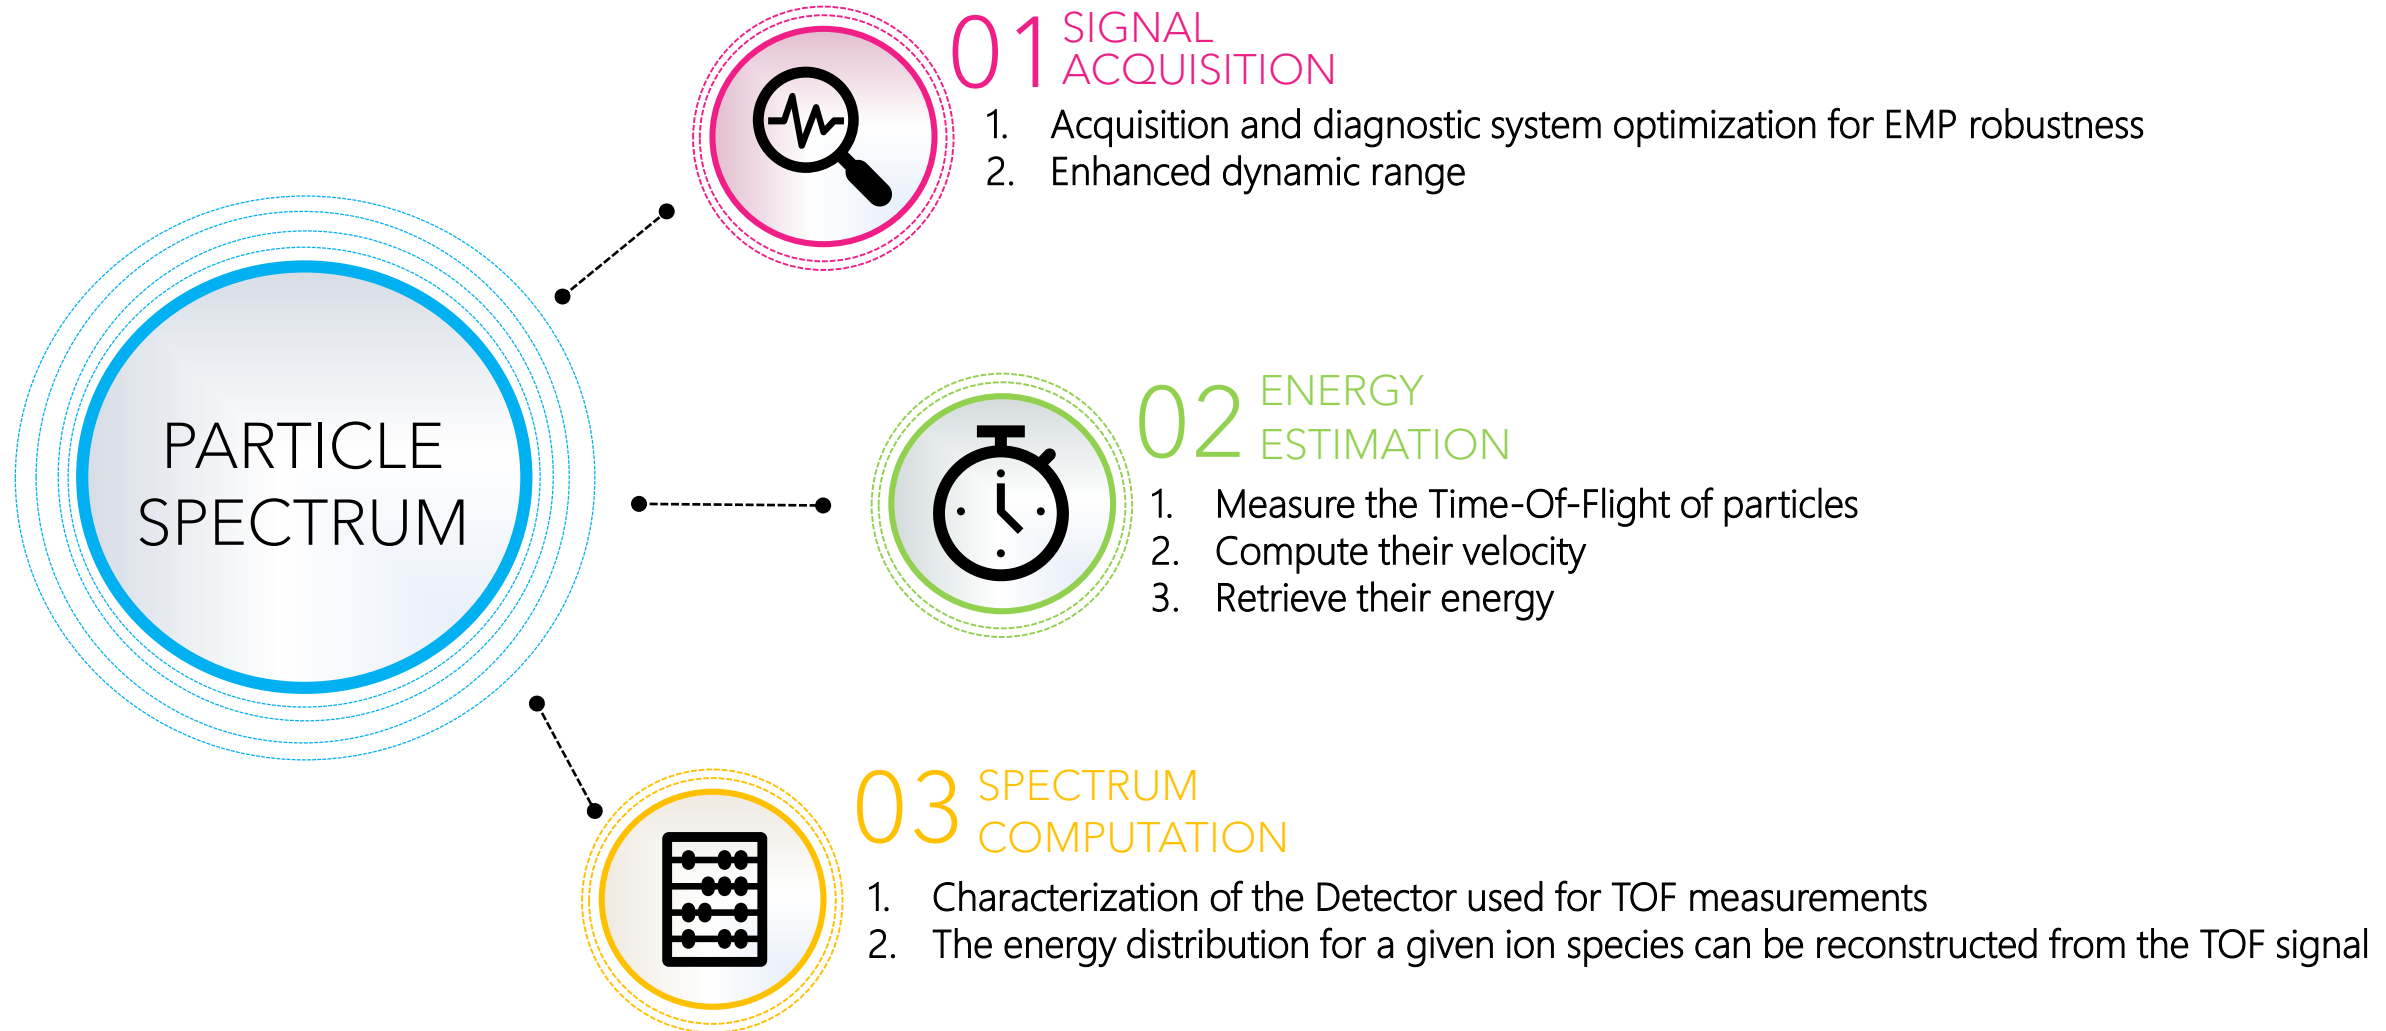 PARTICLE
SPECTRUM
01 SIGNAL
ACQUISITION
1. Acquisition and diagnostic system optimization for EMP robustness
2. Enhanced dynamic range
02 ENERGY
ESTIMATION
1. Measure the Time-Of-Flight of particles
2. Compute their velocity
3. Retrieve their energy
03 SPECTRUM
COMPUTATION
1. Characterization of the Detector used for TOF measurements
2. The energy distribution for a given ion species can be reconstructed from the TOF signal